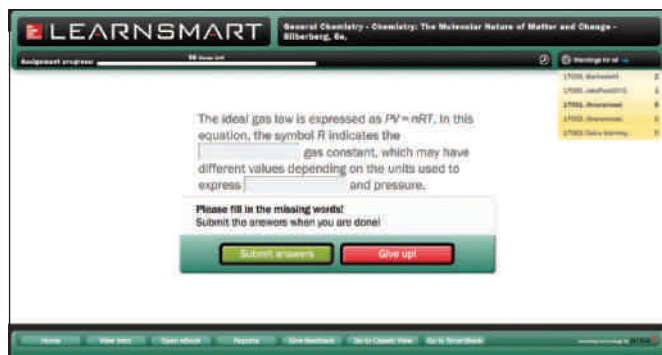 LEARNSMART
General Chemistry - Chemistry: The Molecular Nature of Matter and Change -
Silberberg, 6e,
Assignment progress:
The ideal gas law is expressed as PV = nRT. In this
equation, the symbol R indicates the
gas constant, which may have
different values depending on the units used to
express and pressure.
Please fill in the missing words!
Submit the answers when you are done!
Submit answers
Give up!
Home
View Intro
Open eBook
Reports
Give feedback
Go to Classic View
Go to SmartBook